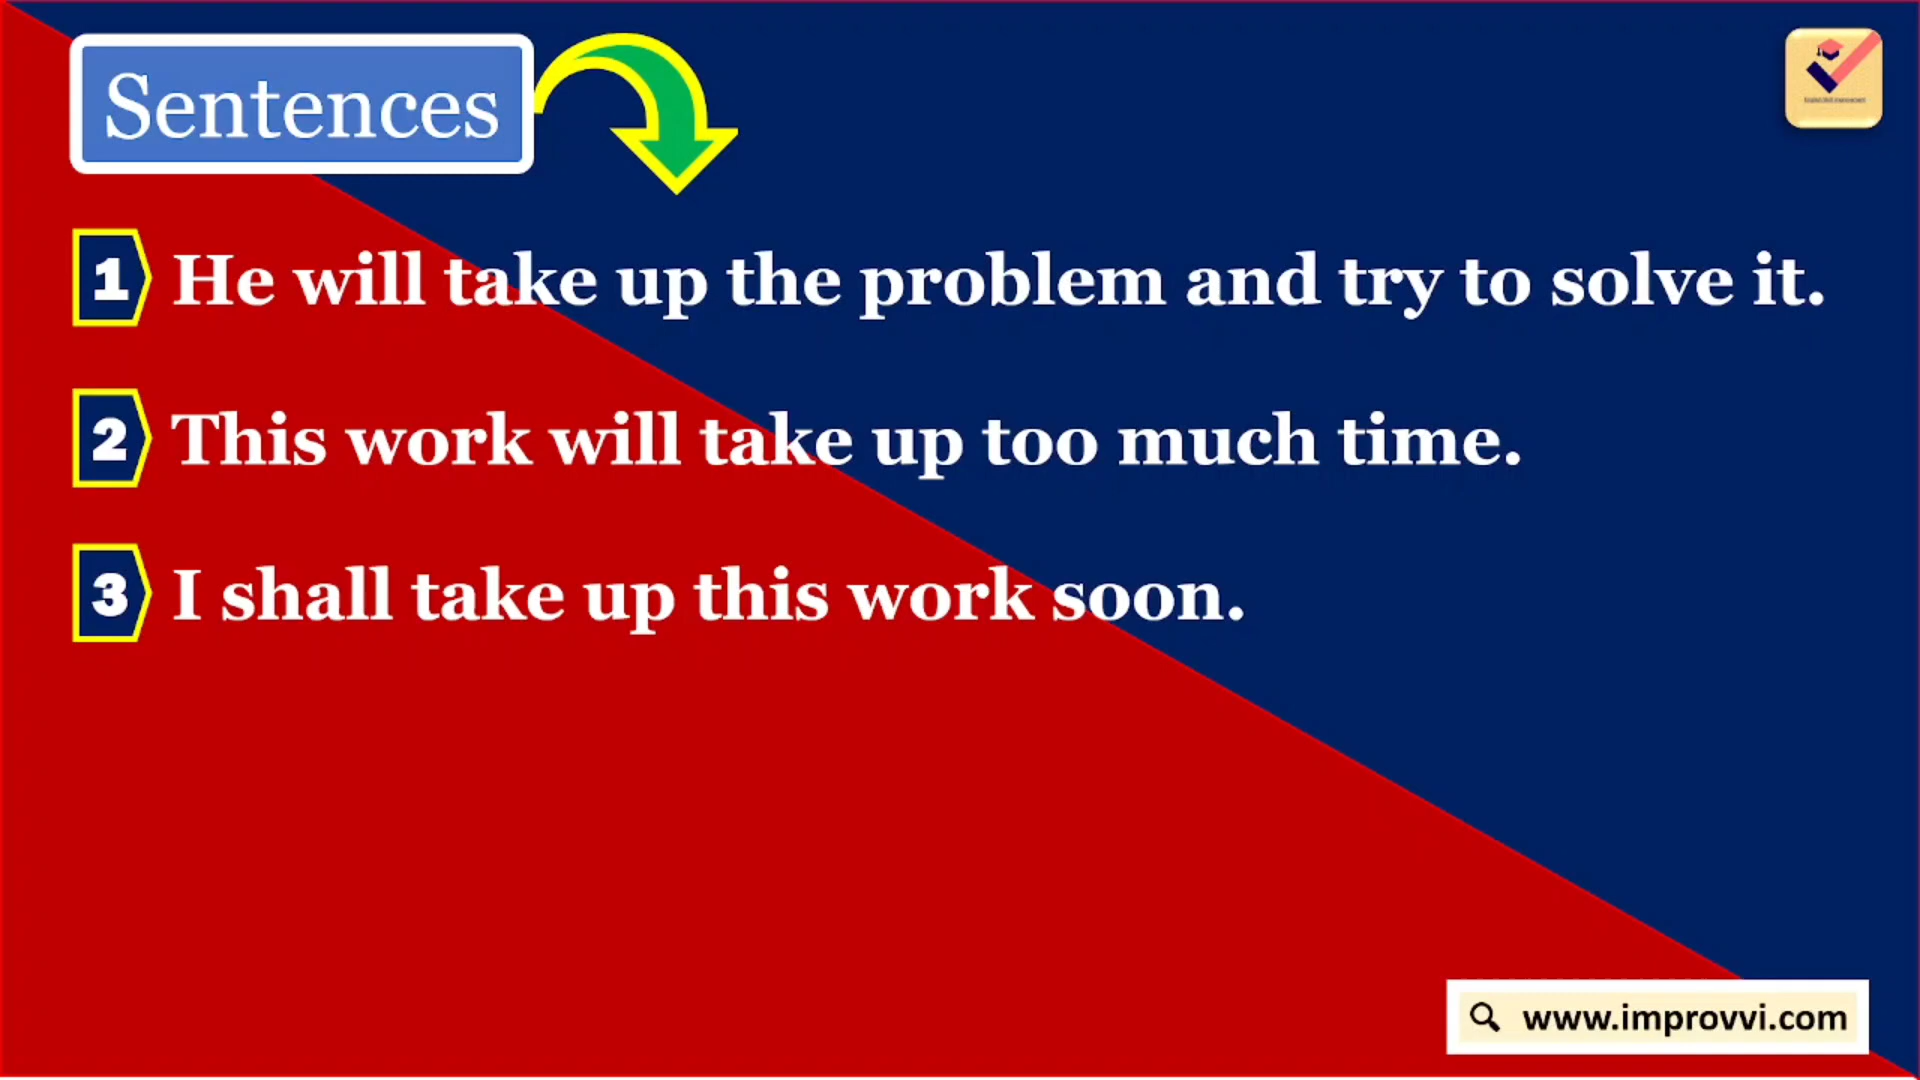 Sentences
1 He will take up the problem and try to solve it.
2 This work will take up too much time.
3 I shall take up this work soon.
www.improvvi.com